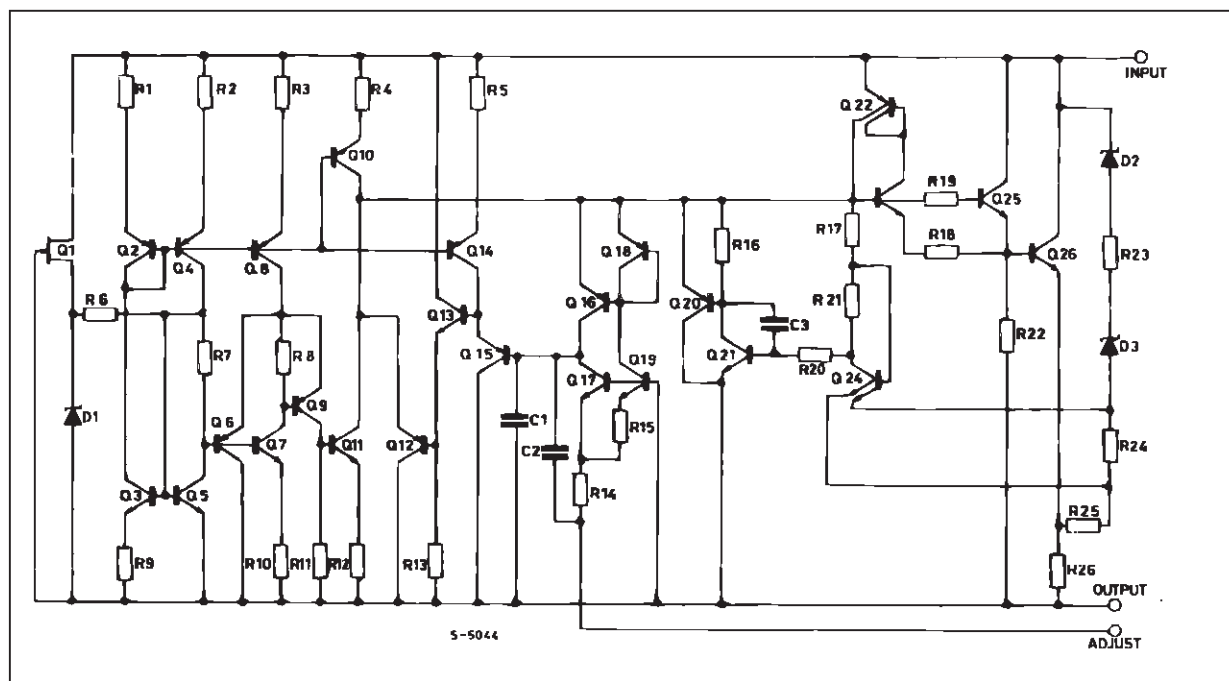 INPUT
R1 R2 R3 R4 R5
Q22
Q10
D2
R19 Q25
R17
Q1 Q2 Q4 Q8 Q14 Q18 R16 R18 Q26 R23
R6 Q16 Q20 R21
Q13 C3 R22 D3
R7 R8 Q15 Q17 Q19 Q21 R20 Q24
D1 Q6 Q7 Q9 Q11 Q12 C1 C2 R15 R24
Q3 Q5 R14
R25
R9 R10 R11 R12 R13 R26
OUTPUT
S-5044
ADJUST